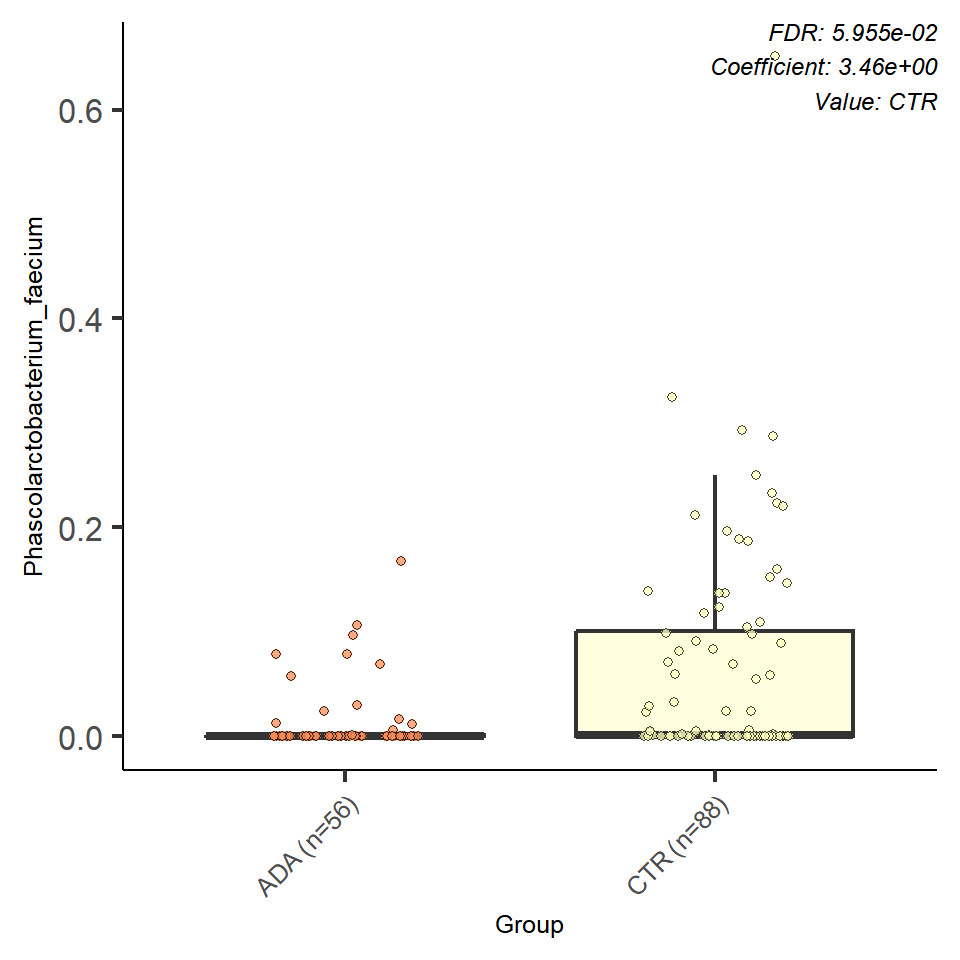 FDR: 5.955e-02
Coefficient: 3.46e+00
Value: CTR
Phascolarctobacterium_faecium
0.6
0.4
0.2
0.0
ADA (n=56)
CTR (n=88)
Group